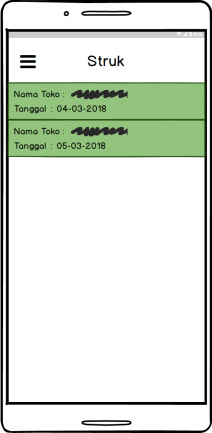 Struk
Nama Toko :
Tanggal : 04-03-2018
Nama Toko :
Tanggal : 05-03-2018